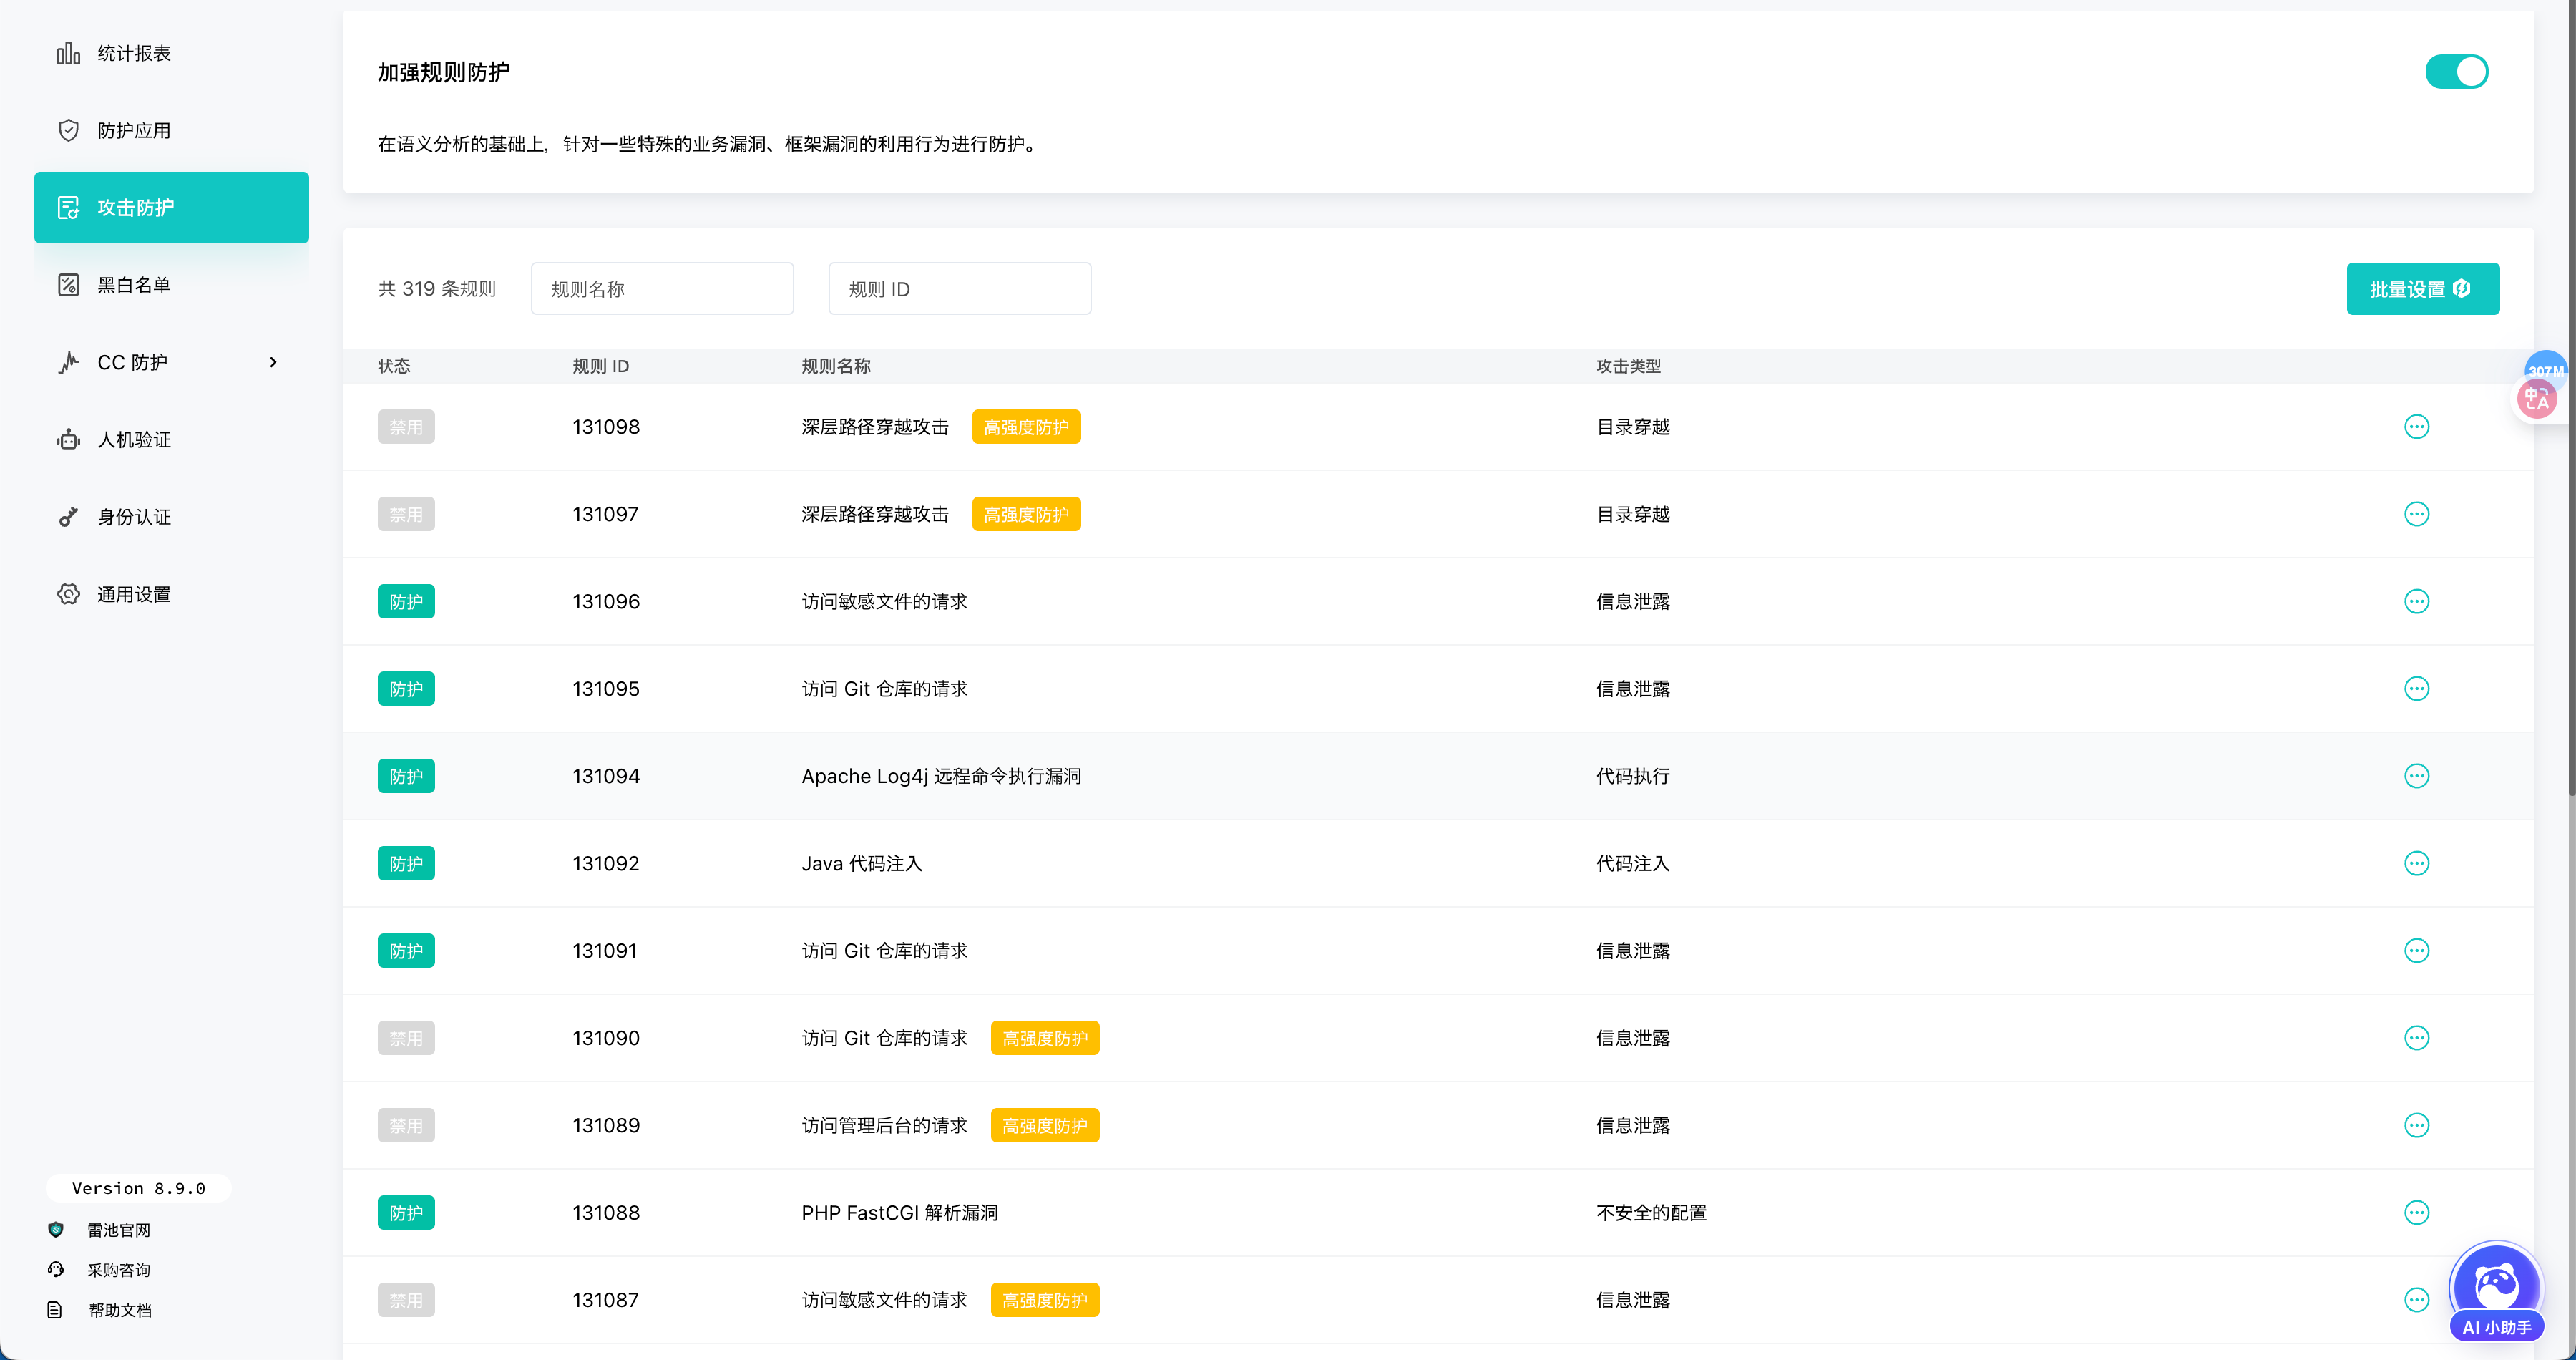 统计报表
防护应用
攻击防护
黑白名单
CC 防护
人机验证
身份认证
通用设置
Version 8.9.0
雷池官网
采购咨询
帮助文档
加强规则防护
在语义分析的基础上，针对一些特殊的业务漏洞、框架漏洞的利用行为进行防护。
共 319 条规则 规则名称 规则 ID 批量设置
状态 规则 ID 规则名称 攻击类型
禁用 131098 深层路径穿越攻击 高强度防护 目录穿越
禁用 131097 深层路径穿越攻击 高强度防护 目录穿越
防护 131096 访问敏感文件的请求 信息泄露
防护 131095 访问 Git 仓库的请求 信息泄露
防护 131094 Apache Log4j 远程命令执行漏洞 代码执行
防护 131092 Java 代码注入 代码注入
防护 131091 访问 Git 仓库的请求 信息泄露
禁用 131090 访问 Git 仓库的请求 高强度防护 信息泄露
禁用 131089 访问管理后台的请求 高强度防护 信息泄露
防护 131088 PHP FastCGI 解析漏洞 不安全的配置
禁用 131087 访问敏感文件的请求 高强度防护 信息泄露
307M
中 A
AI 小助手